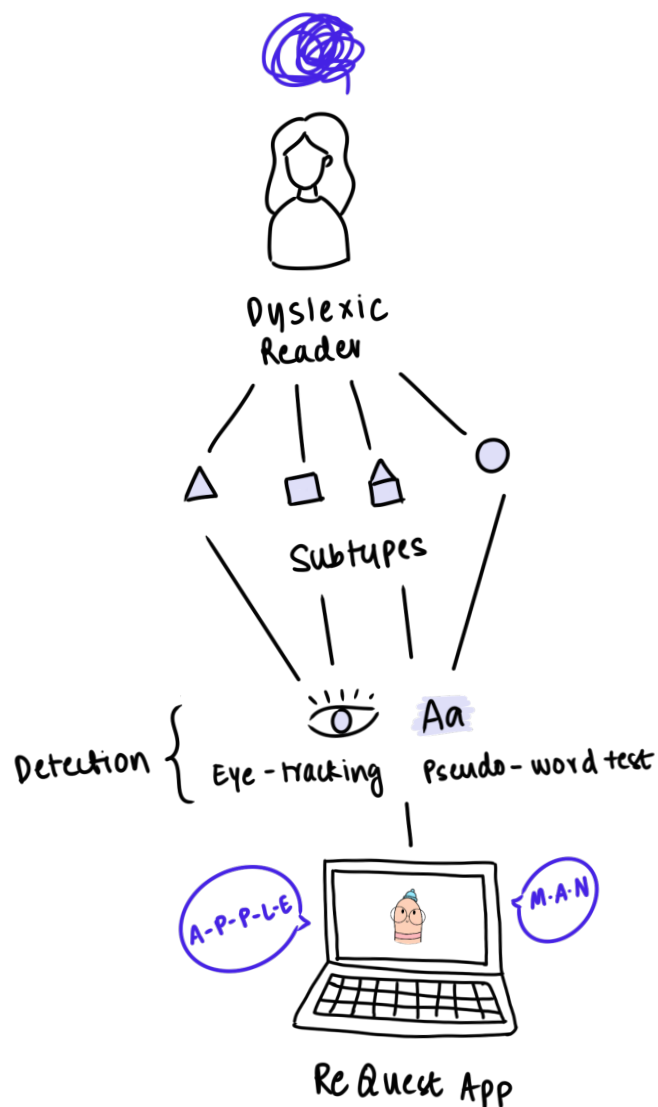 Dyslexic
Reader
Subtypes
Aa
Detection
Eye-tracking
Pseudo-word test
A-P-P-L-E
M-A-N
ReQuest App